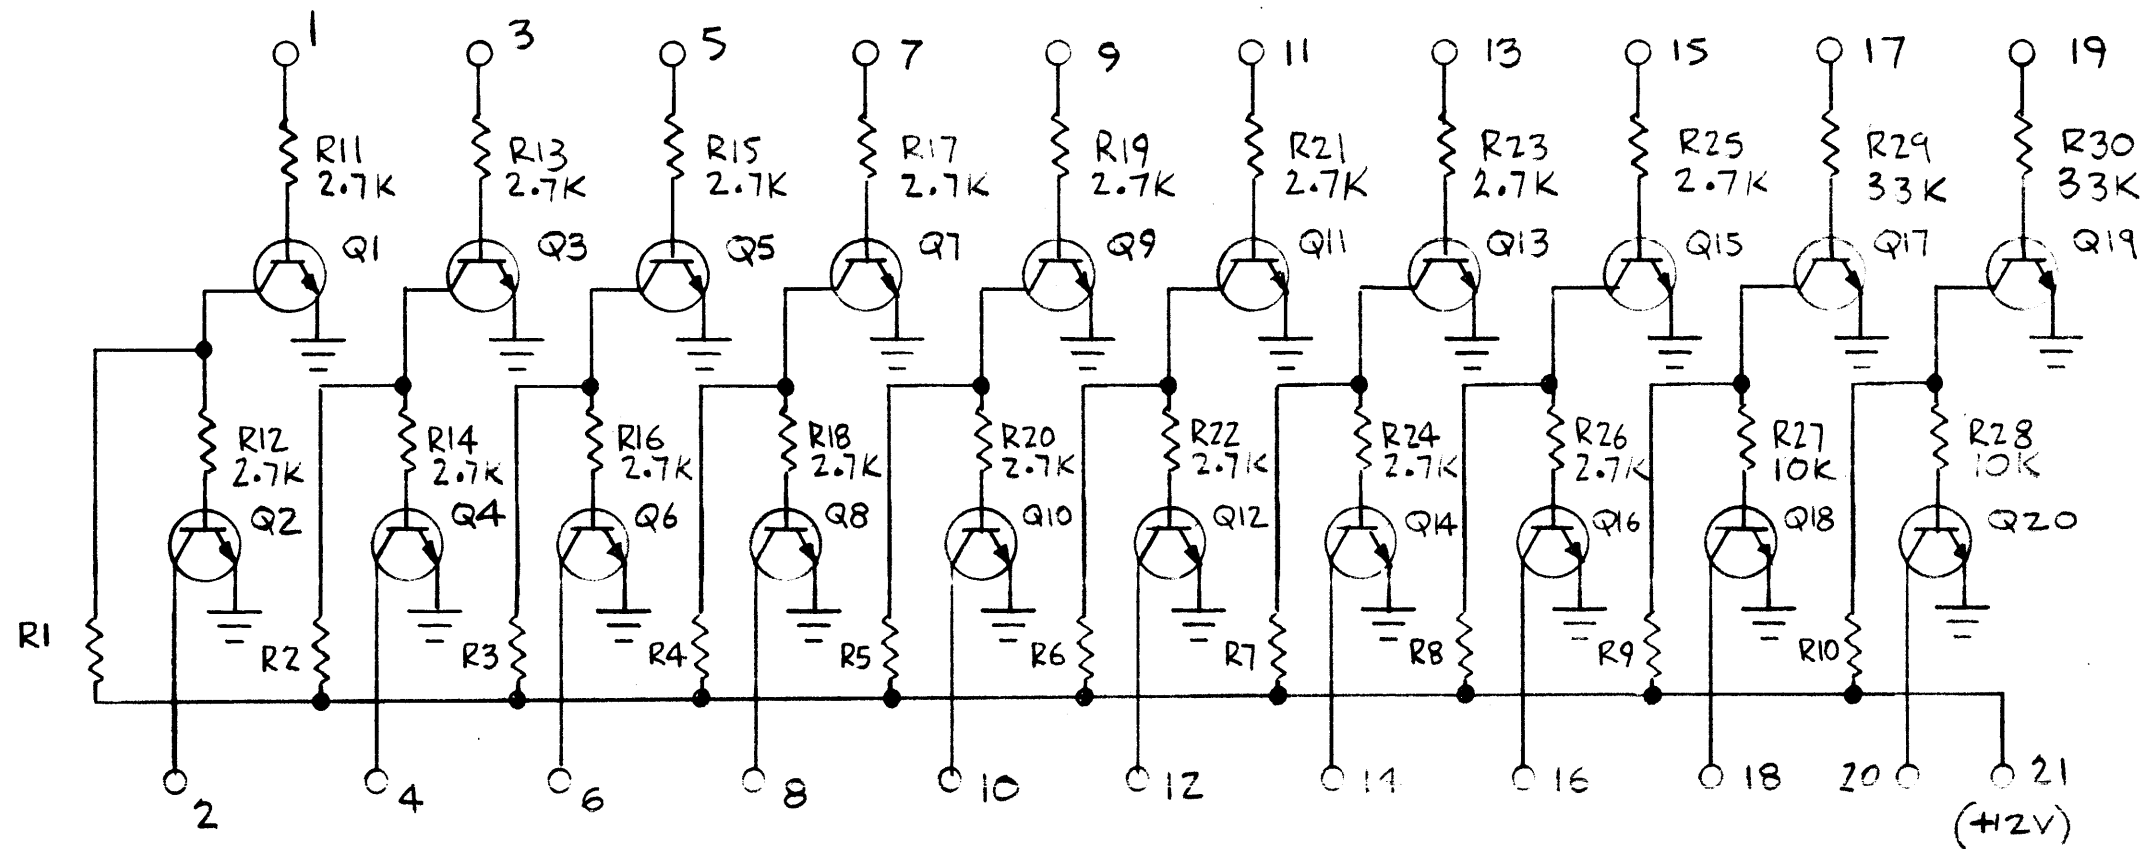 1
3
5
7
9
11
13
15
17
19
R11
2.7K
R13
2.7K
R15
2.7K
R17
2.7K
R19
2.7K
R21
2.7K
R23
2.7K
R25
2.7K
R29
33K
R30
33K
Q1
Q3
Q5
Q7
Q9
Q11
Q13
Q15
Q17
Q19
R12
2.7K
R14
2.7K
R16
2.7K
R18
2.7K
R20
2.7K
R22
2.7K
R24
2.7K
R26
2.7K
R27
10K
R28
10K
Q2
Q4
Q6
Q8
Q10
Q12
Q14
Q16
Q18
Q20
R1
R2
R3
R4
R5
R6
R7
R8
R9
R10
2
4
6
8
10
12
14
16
18
20
21
(+12V)